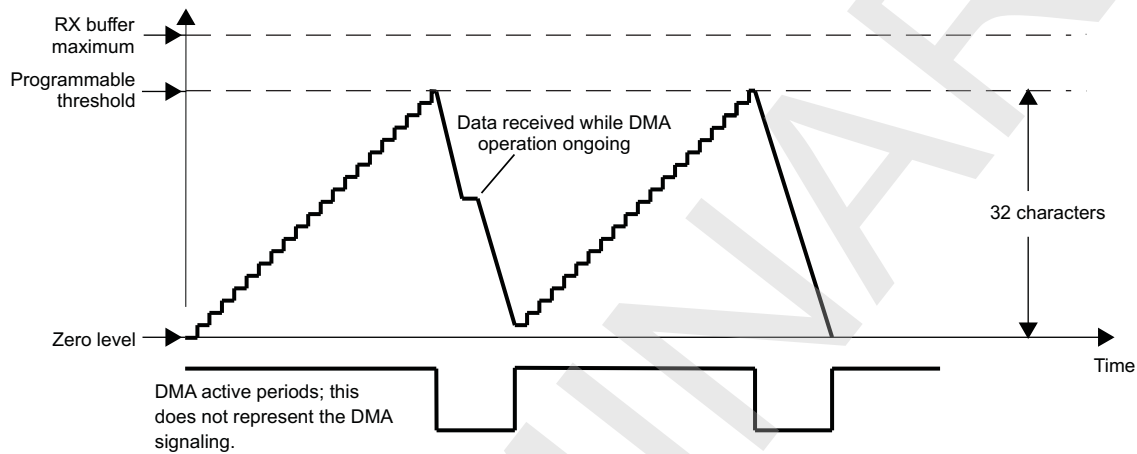 RX buffer
maximum
Programmable
threshold
Data received while DMA
operation ongoing
32 characters
Zero level
Time
DMA active periods; this
does not represent the DMA
signaling.